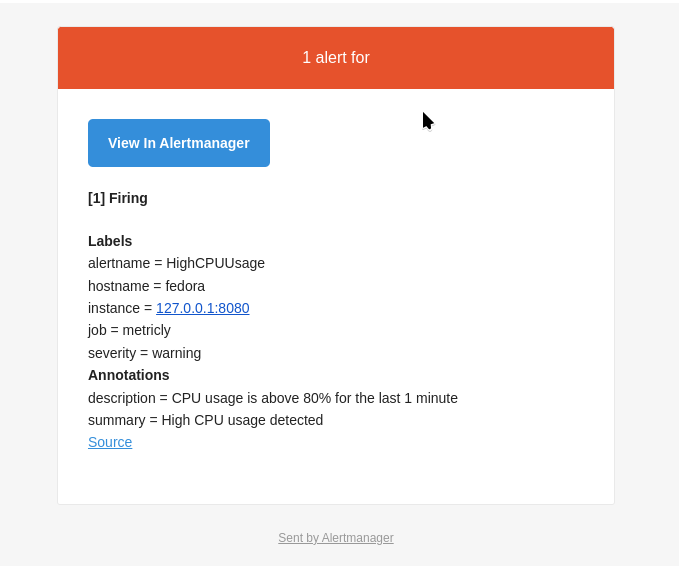 1 alert for
View In Alertmanager
[1] Firing
Labels
alertname = HighCPUUsage
hostname = fedora
instance = 127.0.0.1:8080
job = metricly
severity = warning
Annotations
description = CPU usage is above 80% for the last 1 minute
summary = High CPU usage detected
Source
Sent by Alertmanager